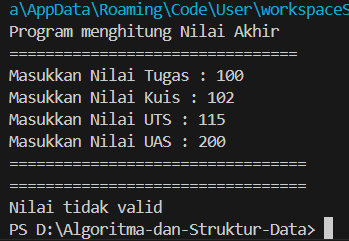 a\AppData\Roaming\Code\User\workspaceS
Program menghitung Nilai Akhir
================================
Masukkan Nilai Tugas : 100
Masukkan Nilai Kuis : 102
Masukkan Nilai UTS : 115
Masukkan Nilai UAS : 200
=================================
=================================
Nilai tidak valid
PS D:\Algoritma-dan-Struktur-Data>